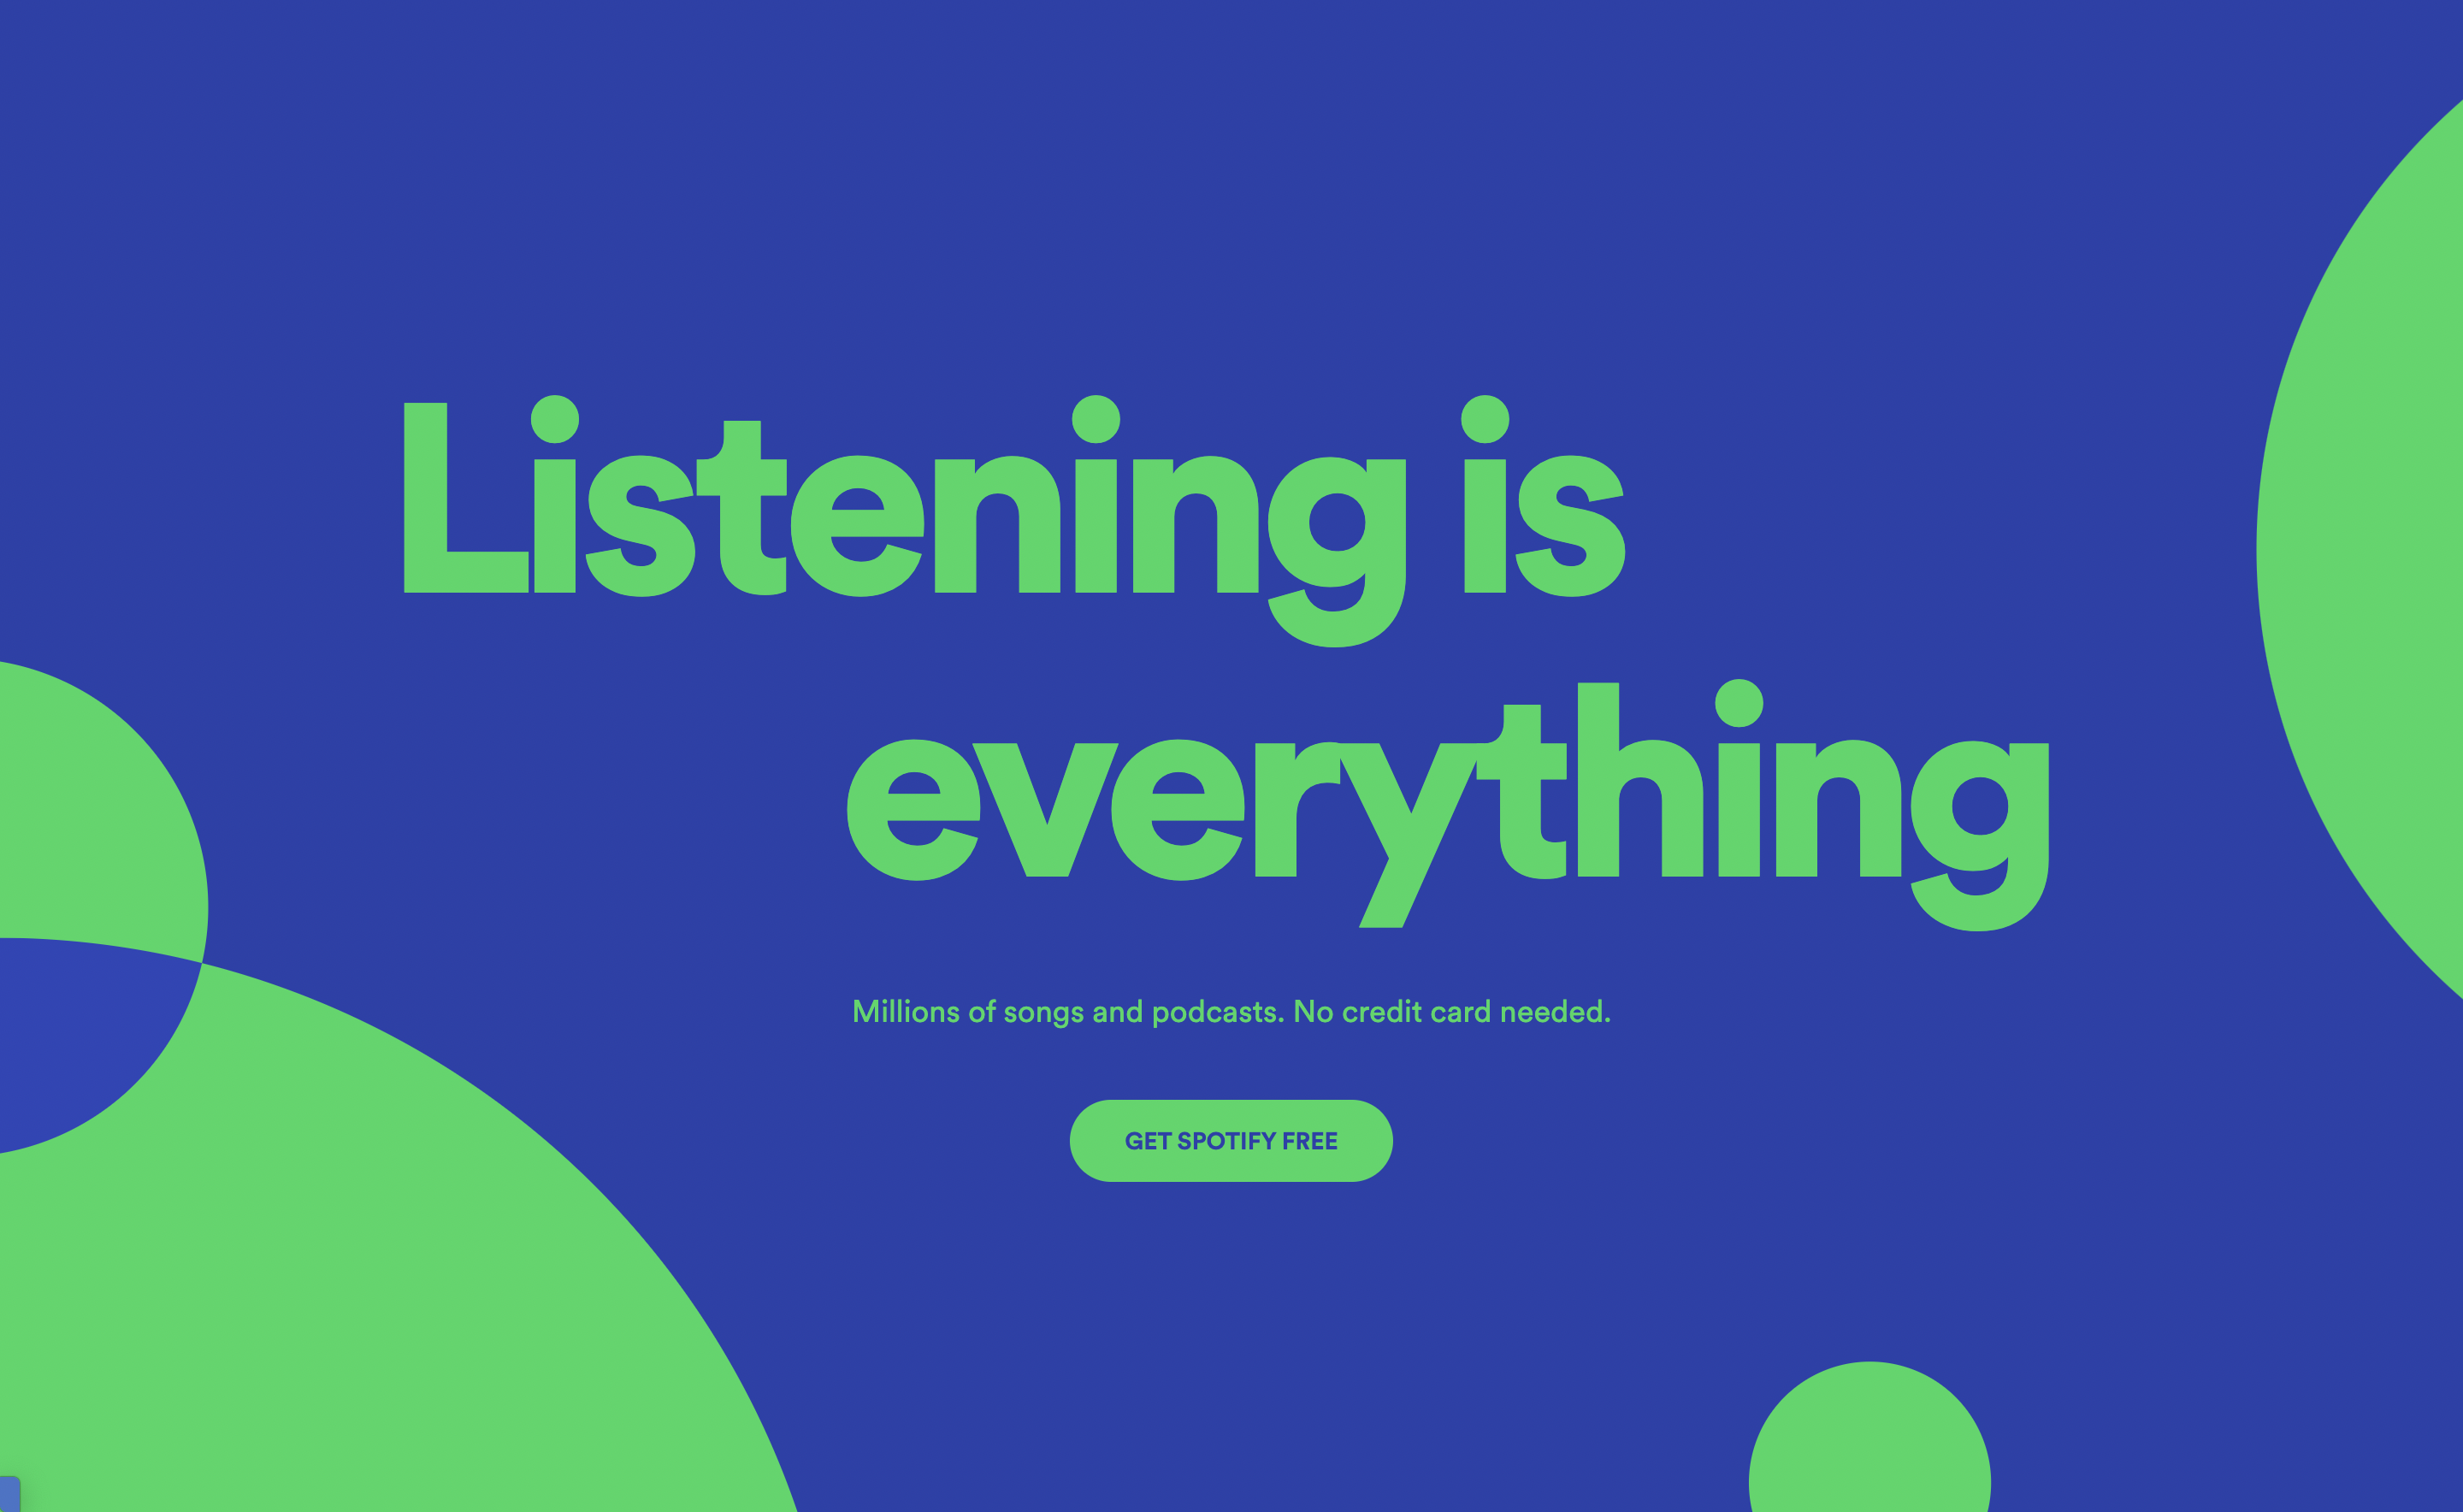 Listening is
everything
Millions of songs and podcasts. No credit card needed.
GET SPOTIFY FREE